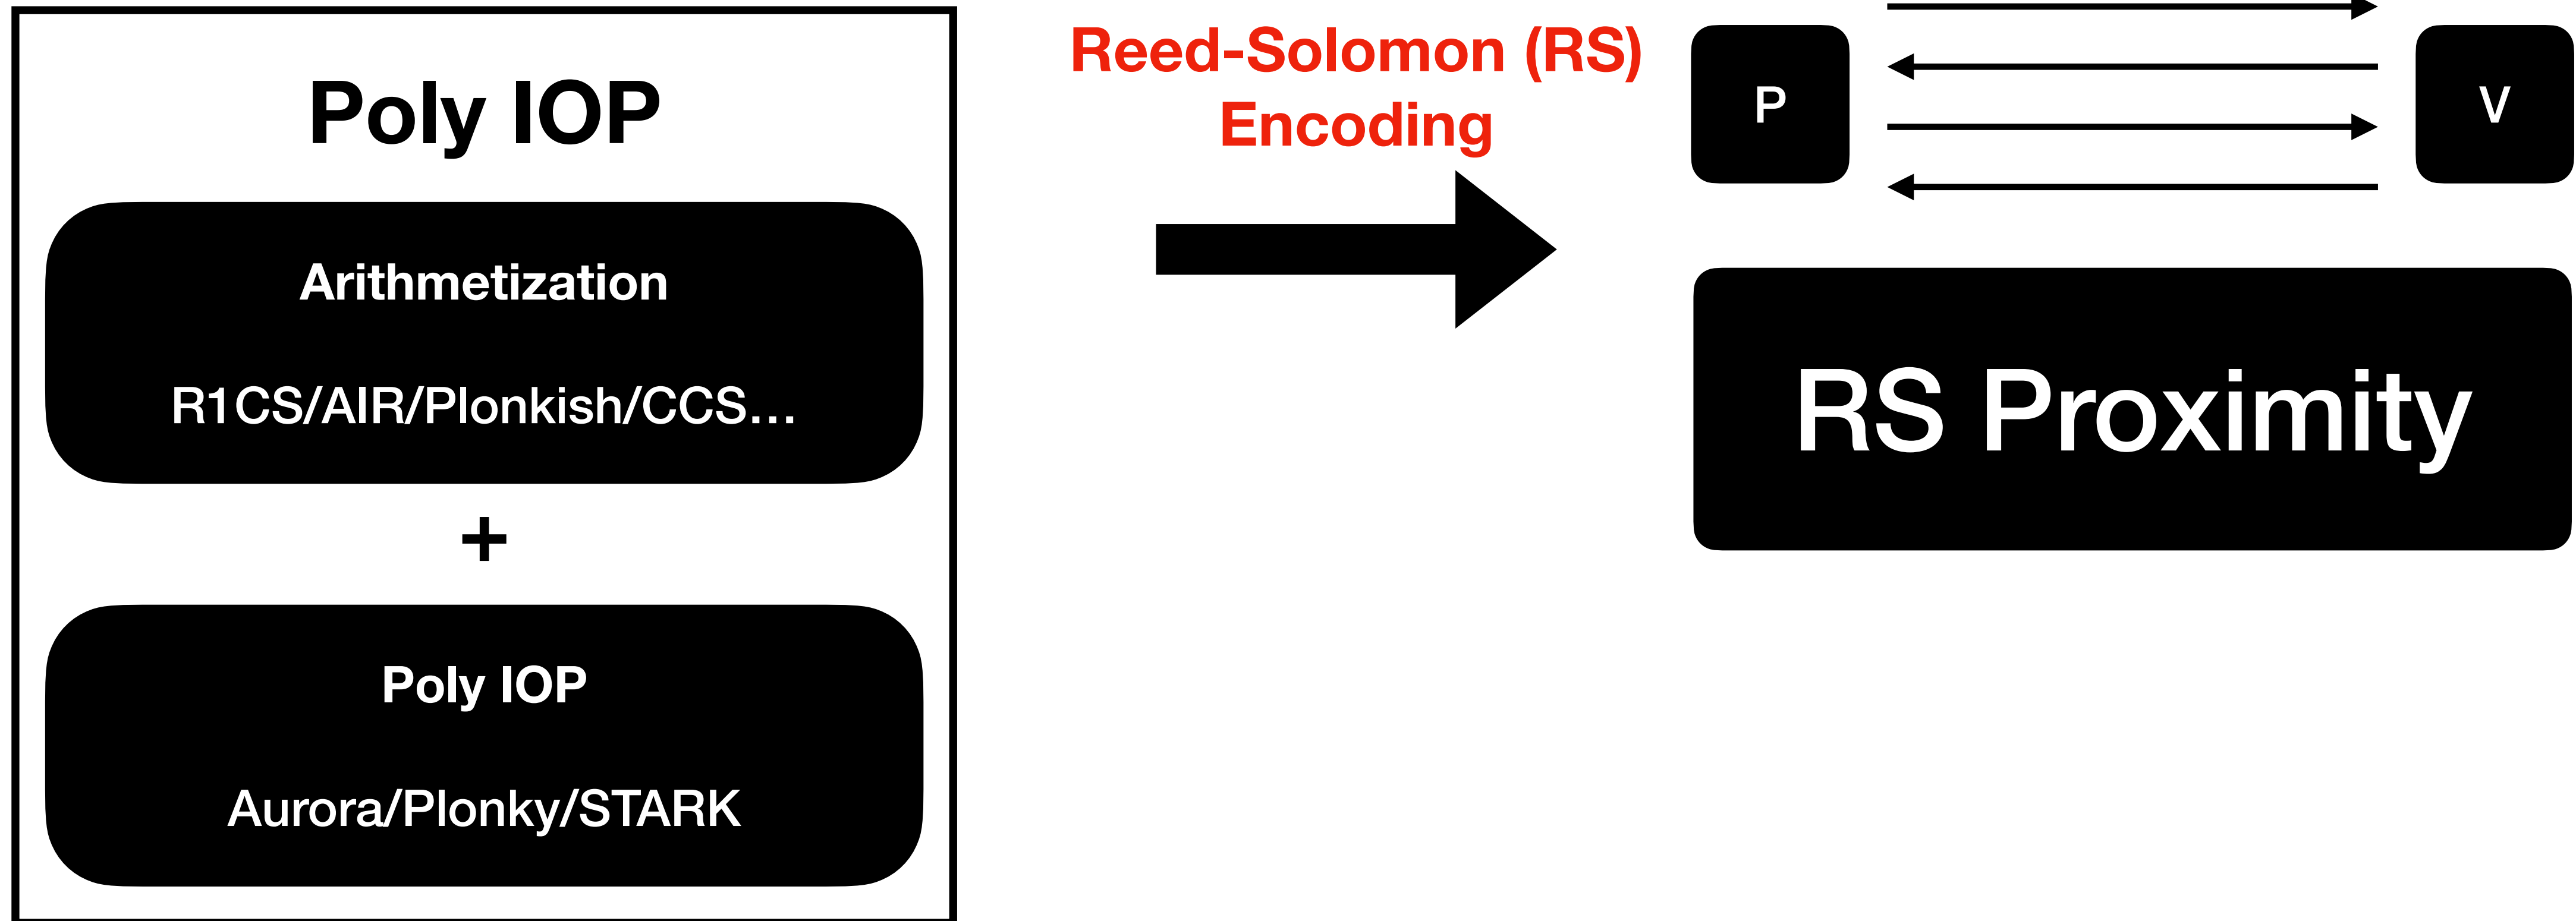 Poly IOP
Arithmetization
R1CS/AIR/Plonkish/CCS…
+
Poly IOP
Aurora/Plonky/STARK
Reed-Solomon (RS)
Encoding
P
V
RS Proximity